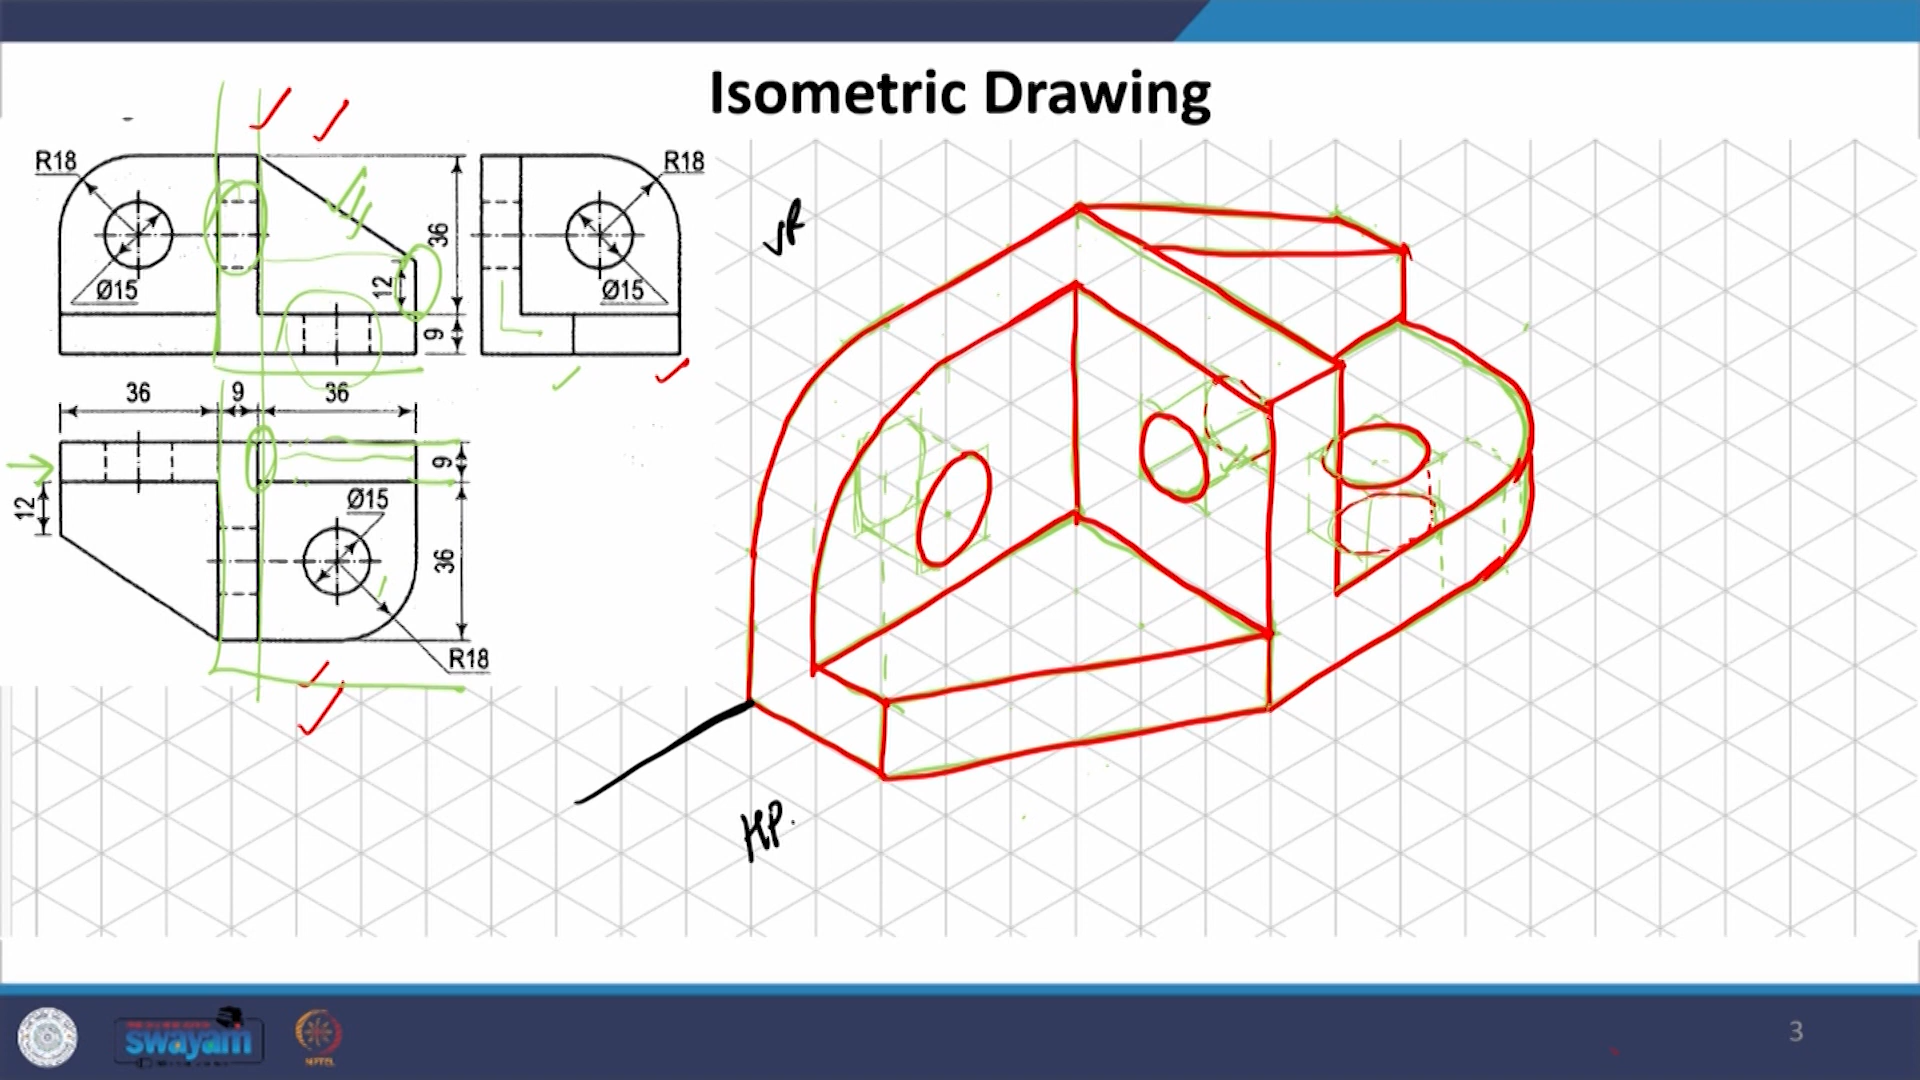 Isometric Drawing
R18
R18
36
12
9
Ø15
Ø15
36
9
36
9
12
Ø15
36
R18
HP.
swayam
NPTEL
3